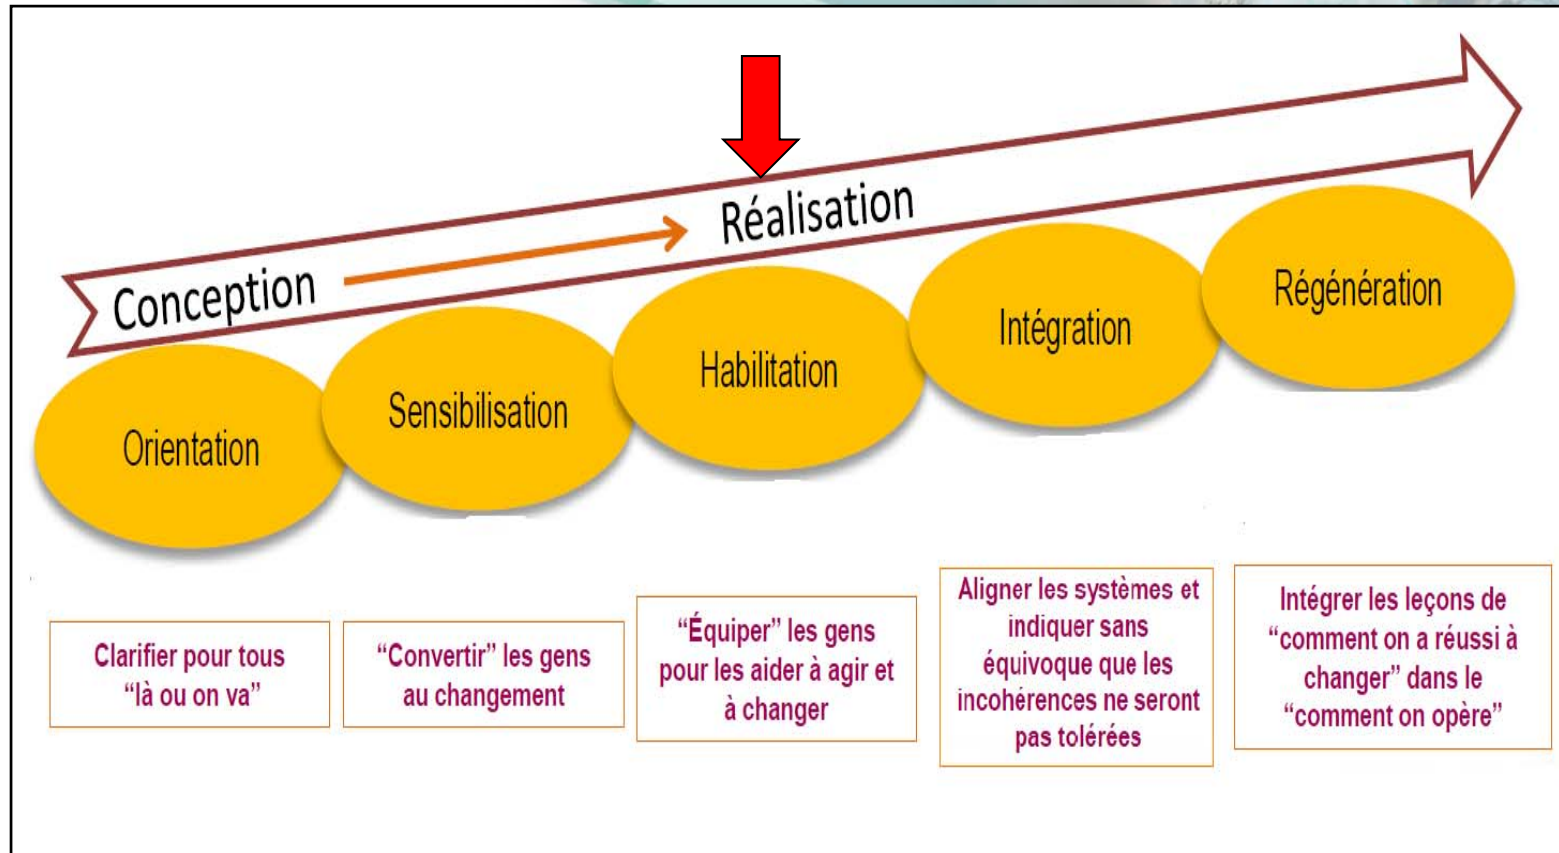 Conception
Réalisation
Orientation
Sensibilisation
Habilitation
Intégration
Régénération
Clarifier pour tous
“là ou on va”
“Convertir” les gens
au changement
“Équiper” les gens
pour les aider à agir et
à changer
Aligner les systèmes et
indiquer sans
équivoque que les
incohérences ne seront
pas tolérées
Intégrer les leçons de
“comment on a réussi à
changer” dans le
“comment on opère”